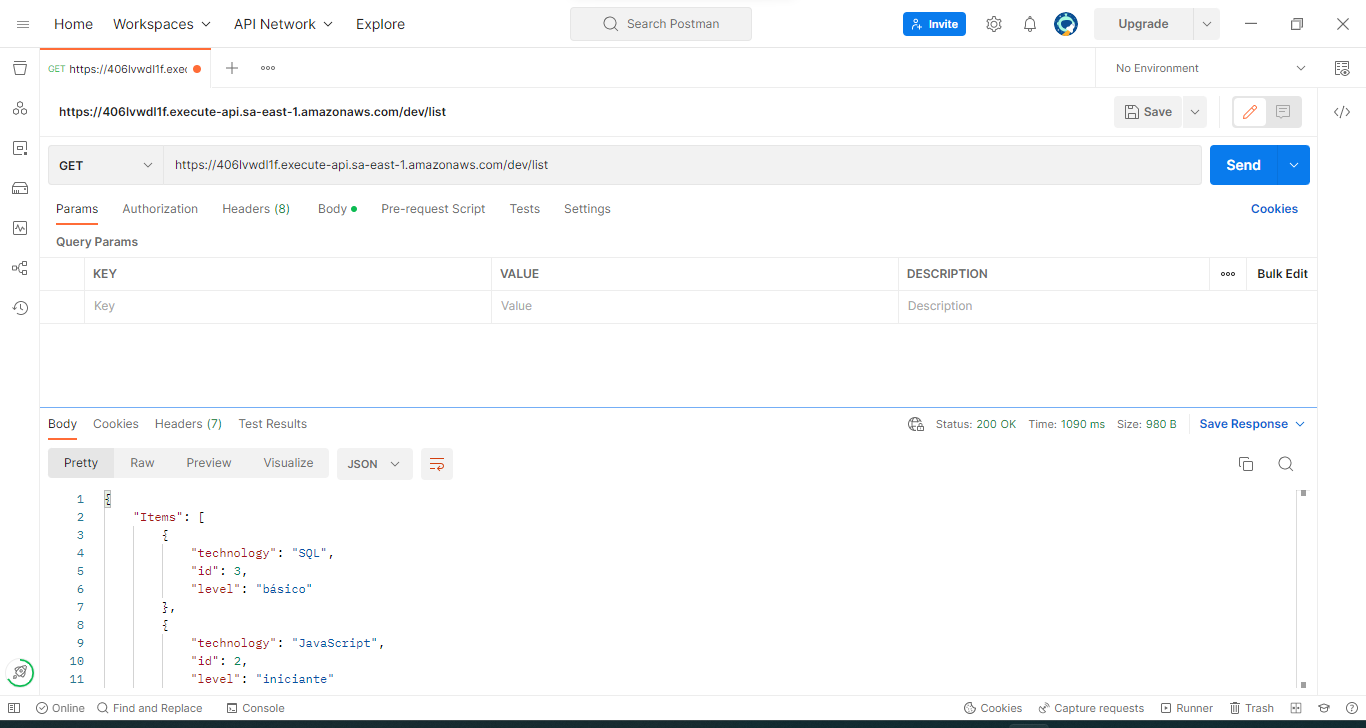 Home Workspaces API Network Explore Search Postman Invite Upgrade
GET https://406lvwdl1f.exec No Environment
https://406lvwdl1f.execute-api.sa-east-1.amazonaws.com/dev/list Save
GET https://406lvwdl1f.execute-api.sa-east-1.amazonaws.com/dev/list Send
Params Authorization Headers (8) Body Pre-request Script Tests Settings Cookies
Query Params
KEY VALUE DESCRIPTION Bulk Edit
Key Value Description
Body Cookies Headers (7) Test Results Status: 200 OK Time: 1090 ms Size: 980 B Save Response
Pretty Raw Preview Visualize JSON
1 {
2 "Items": [
3 {
4 "technology": "SQL",
5 "id": 3,
6 "level": "básico"
7 },
8 {
9 "technology": "JavaScript",
10 "id": 2,
11 "level": "iniciante"
Online Find and Replace Console Cookies Capture requests Runner Trash